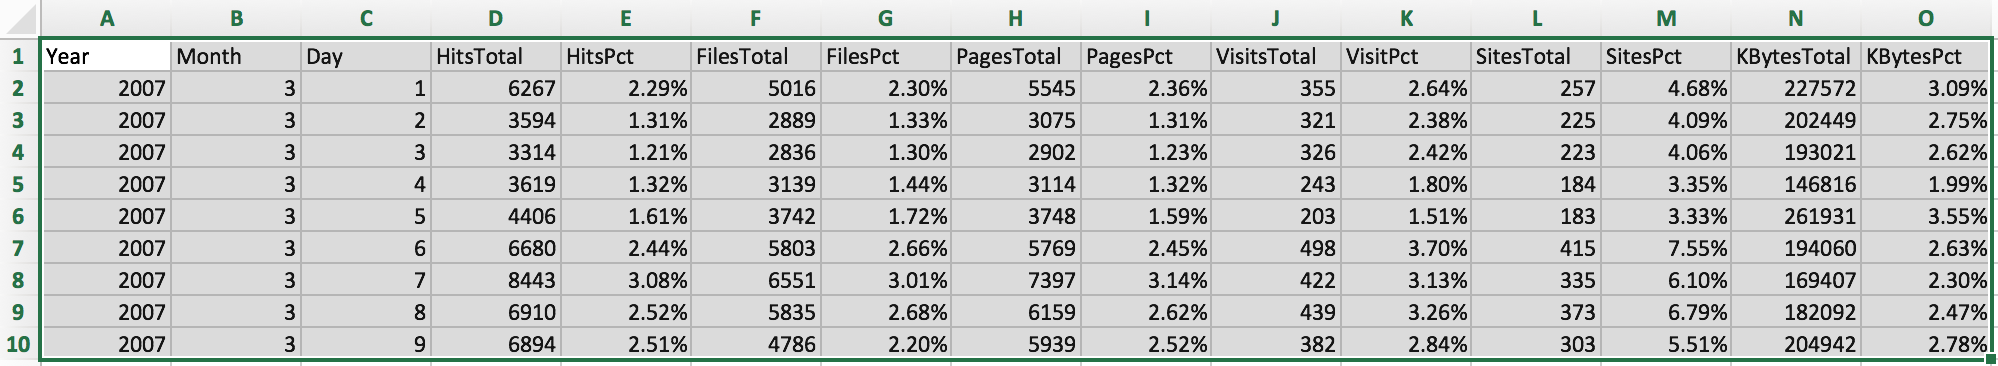 A B C D E F G H I J K L M N O
1 Year Month Day HitsTotal HitsPct FilesTotal FilesPct PagesTotal PagesPct VisitsTotal VisitPct SitesTotal SitesPct KBytesTotal KBytesPct
2 2007 3 1 6267 2.29% 5016 2.30% 5545 2.36% 355 2.64% 257 4.68% 227572 3.09%
3 2007 3 2 3594 1.31% 2889 1.33% 3075 1.31% 321 2.38% 225 4.09% 202449 2.75%
4 2007 3 3 3314 1.21% 2836 1.30% 2902 1.23% 326 2.42% 223 4.06% 193021 2.62%
5 2007 3 4 3619 1.32% 3139 1.44% 3114 1.32% 243 1.80% 184 3.35% 146816 1.99%
6 2007 3 5 4406 1.61% 3742 1.72% 3748 1.59% 203 1.51% 183 3.33% 261931 3.55%
7 2007 3 6 6680 2.44% 5803 2.66% 5769 2.45% 498 3.70% 415 7.55% 194060 2.63%
8 2007 3 7 8443 3.08% 6551 3.01% 7397 3.14% 422 3.13% 335 6.10% 169407 2.30%
9 2007 3 8 6910 2.52% 5835 2.68% 6159 2.62% 439 3.26% 373 6.79% 182092 2.47%
10 2007 3 9 6894 2.51% 4786 2.20% 5939 2.52% 382 2.84% 303 5.51% 204942 2.78%